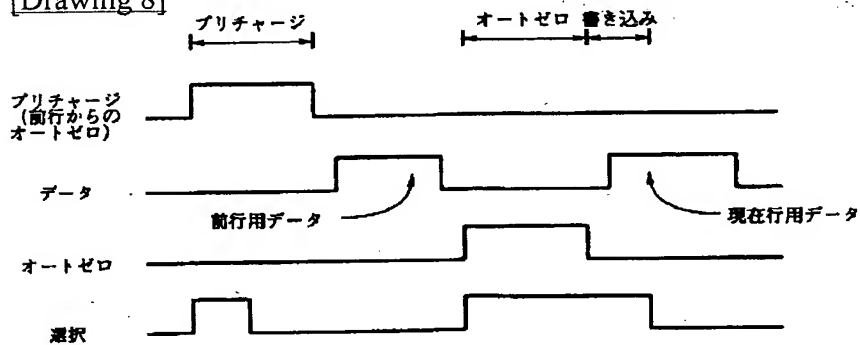 [Drawing 8]
プリチャージ オートゼロ 書き込み
プリチャージ
(前行からの
オートゼロ)
データ
前行用データ 現在行用データ
オートゼロ
選択